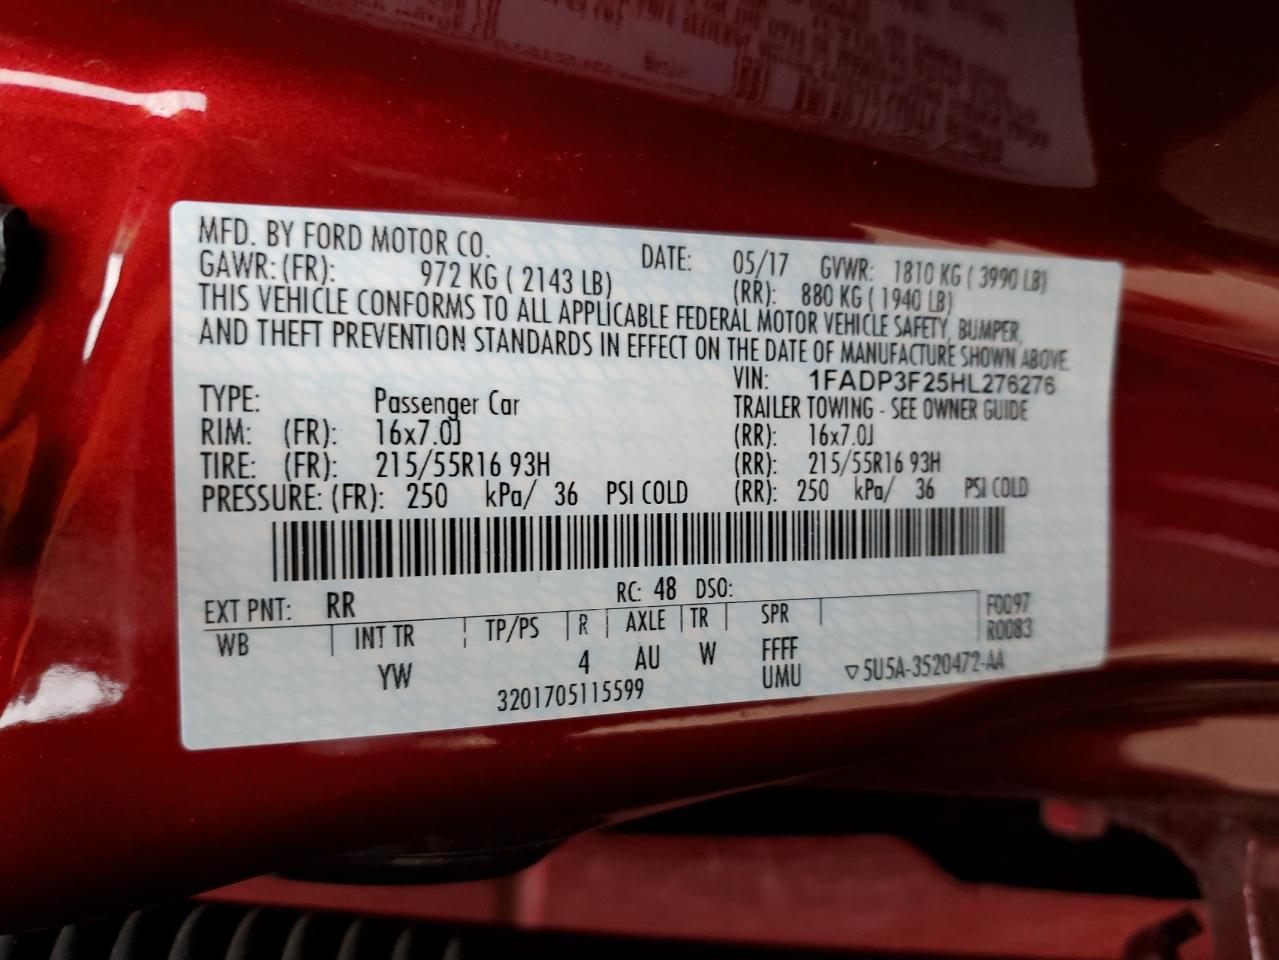 MFD. BY FORD MOTOR CO. DATE: 05/17 GVWR: 1810 KG ( 3990 LB)
GAWR: (FR): 972 KG ( 2143 LB) (RR): 880 KG ( 1940 LB)
THIS VEHICLE CONFORMS TO ALL APPLICABLE FEDERAL MOTOR VEHICLE SAFETY, BUMPER,
AND THEFT PREVENTION STANDARDS IN EFFECT ON THE DATE OF MANUFACTURE SHOWN ABOVE.
VIN: 1FADP3F25HL276276
TYPE: Passenger Car TRAILER TOWING - SEE OWNER GUIDE
RIM: (FR): 16x7.0J (RR): 16x7.0J
TIRE: (FR): 215/55R16 93H (RR): 215/55R16 93H
PRESSURE: (FR): 250 kPa/ 36 PSI COLD (RR): 250 kPa/ 36 PSI COLD
EXT PNT: RR RC: 48 DSO: F0097
WB INT TR TP/PS R AXLE TR SPR R0083
YW 4 AU W FFFF
UMU ▽5U5A-3520472-AA
3201705115599